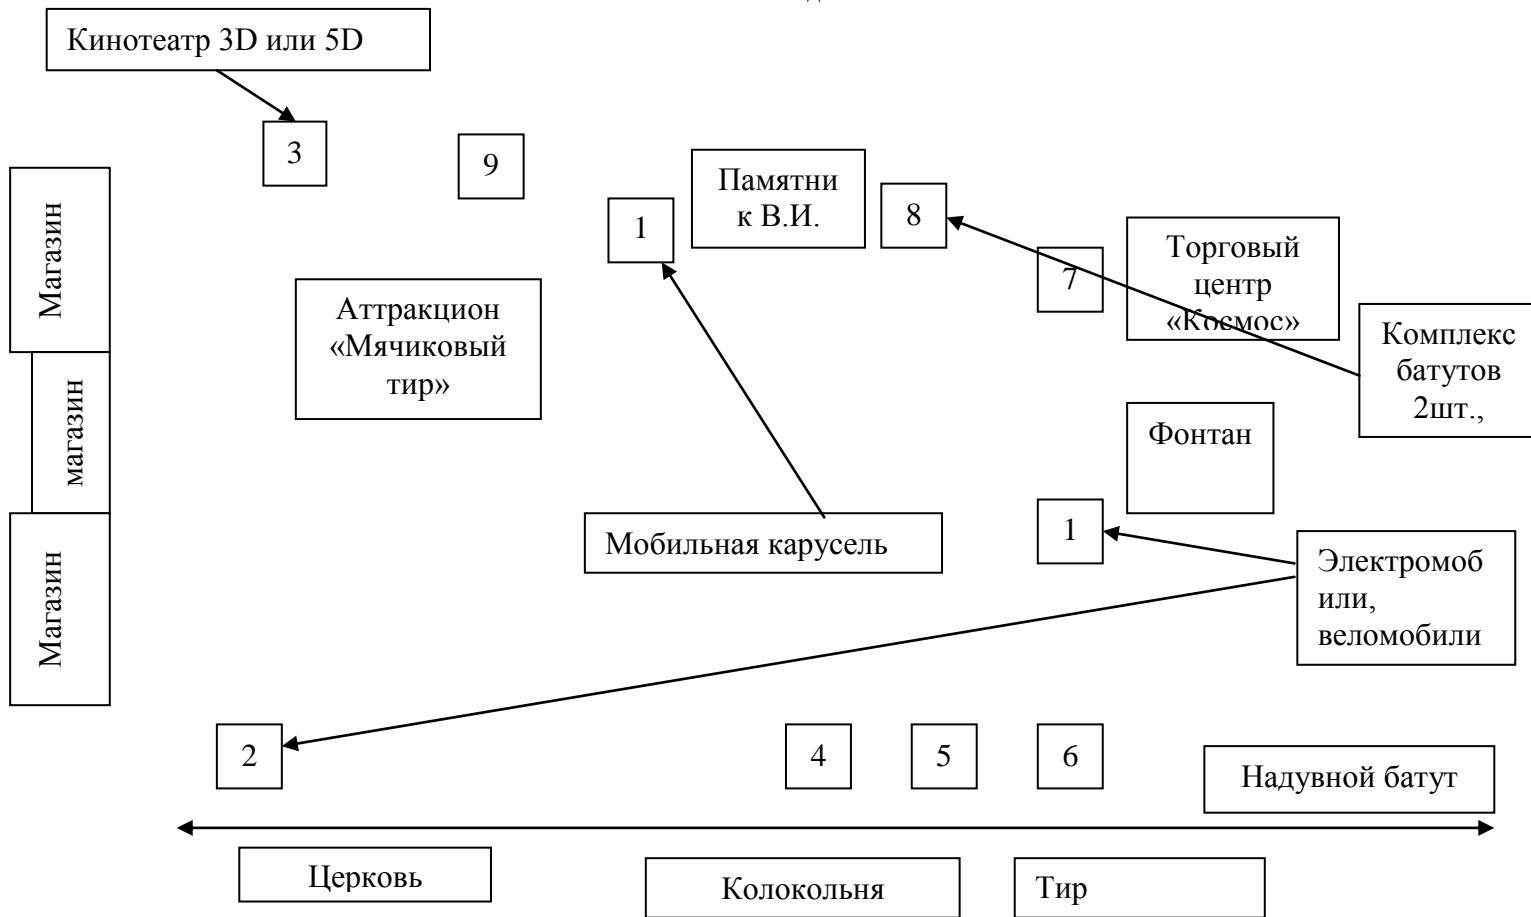 Кинотеатр 3D или 5D
3
9
1
Памятни
к В.И.
8
7
Торговый
центр
«Космос»
Магазин
Аттракцион
«Мячиковый
тир»
Комплекс
батутов
2шт.,
магазин
Фонтан
Мобильная карусель
1
Магазин
Электромоб
или,
веломобили
2
4
5
6
Надувной батут
Церковь
Колокольня
Тир